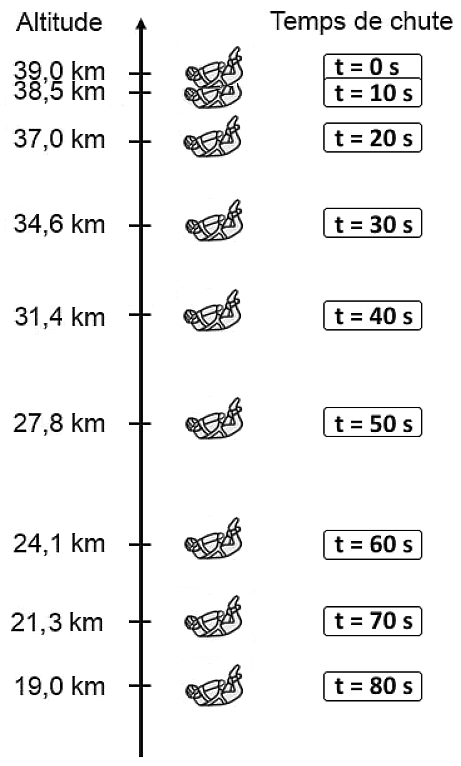 Altitude Temps de chute
39,0 km t = 0 s
38,5 km t = 10 s
37,0 km t = 20 s
34,6 km t = 30 s
31,4 km t = 40 s
27,8 km t = 50 s
24,1 km t = 60 s
21,3 km t = 70 s
19,0 km t = 80 s